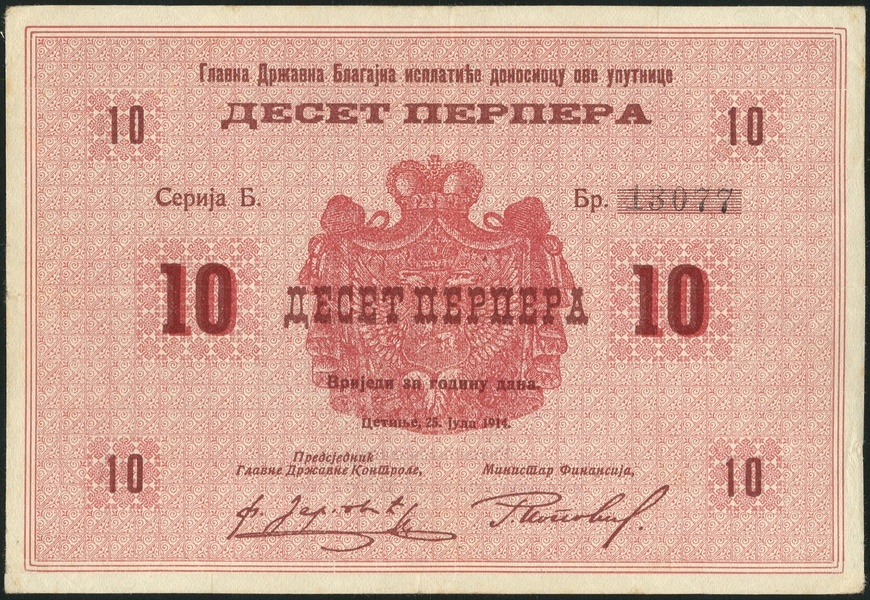 Главна Државна Благајна исплатиће доносиоцу ове упутнице
ДЕСЕТ ПЕРПЕРА
10
10
Серија Б.
Бр. 13077
10
ДЕСЕТ ПЕРПЕРА
10
Вриједи за годину дана.
Цетиње, 25. јула 1914.
Предсједник
Главне Државне Контроле,
Министар Финансија,
10
10